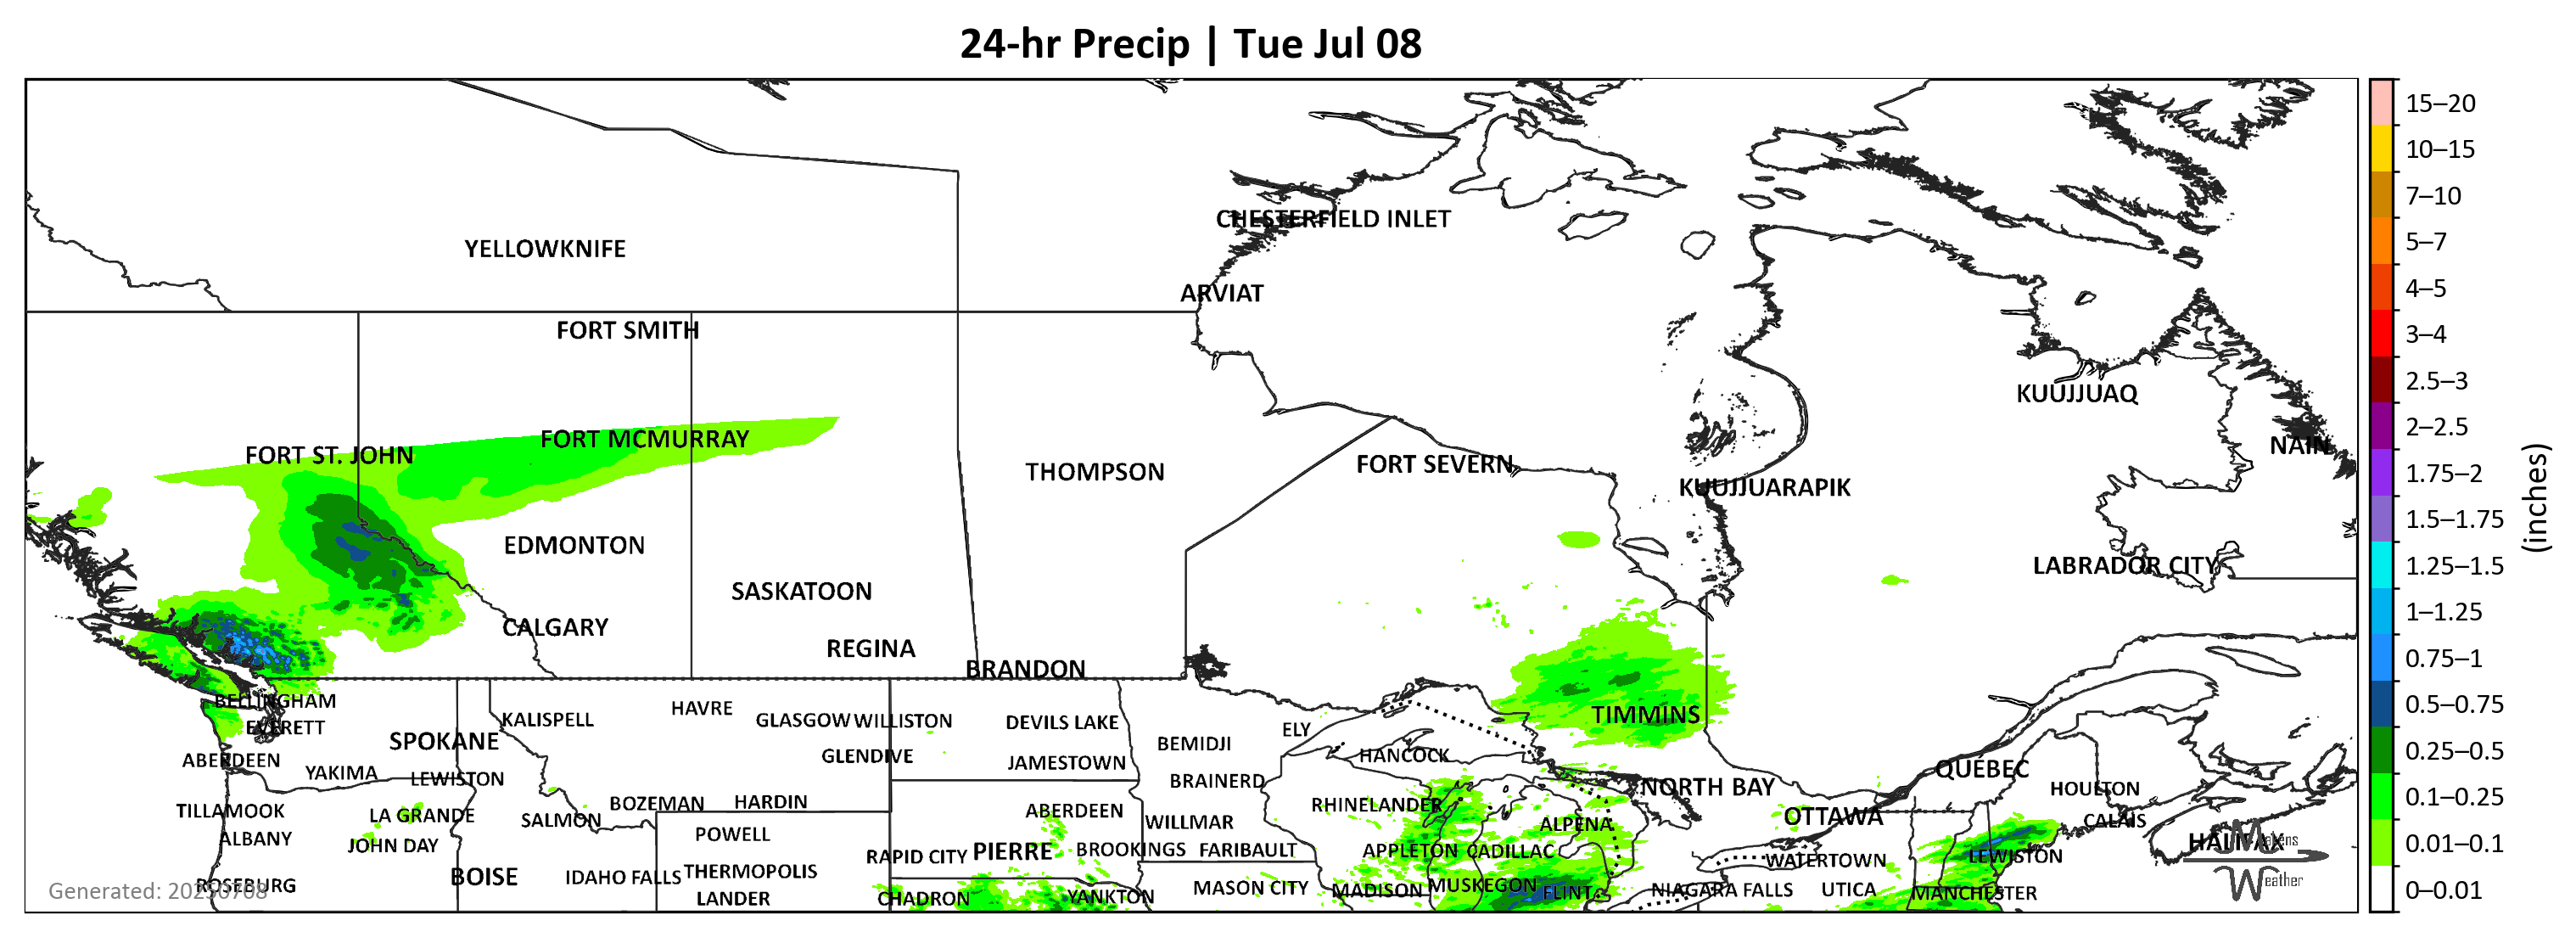 24-hr Precip | Tue Jul 08
15–20
10–15
7–10
5–7
4–5
3–4
2.5–3
2–2.5
1.75–2
1.5–1.75
1.25–1.5
1–1.25
0.75–1
0.5–0.75
0.25–0.5
0.1–0.25
0.01–0.1
0–0.01
(inches)
CHESTERFIELD INLET
YELLOWKNIFE
ARVIAT
FORT SMITH
KUUJJUAQ
FORT MCMURRAY
NAIN
FORT ST. JOHN
FORT SEVERN
THOMPSON
KUUJJUARAPIK
EDMONTON
LABRADOR CITY
SASKATOON
CALGARY
REGINA
BRANDON
BELLINGHAM
HAVRE
KALISPELL
GLASGOW
WILLISTON
DEVILS LAKE
TIMMINS
EVERETT
ELY
SPOKANE
BEMIDJI
GLENDIVE
HANCOCK
ABERDEEN
JAMESTOWN
QUÉBEC
YAKIMA
LEWISTON
BRAINERD
NORTH BAY
HOULTON
BOZEMAN
HARDIN
RHINELANDER
TILLAMOOK
LA GRANDE
SALMON
ABERDEEN
WILLMAR
ALPENA
OTTAWA
CALAIS
ALBANY
JOHN DAY
POWELL
HALIFAX
RAPID CITY
PIERRE
BROOKINGS
FARIBAULT
APPLETON
CADILLAC
WATERTOWN
LEWISTON
BOISE
IDAHO FALLS
THERMOPOLIS
ROSEBURG
MASON CITY
MADISON
MUSKEGON
FLINT
NIAGARA FALLS
UTICA
MANCHESTER
LANDER
CHADRON
YANKTON
Generated: 20250708
Weather